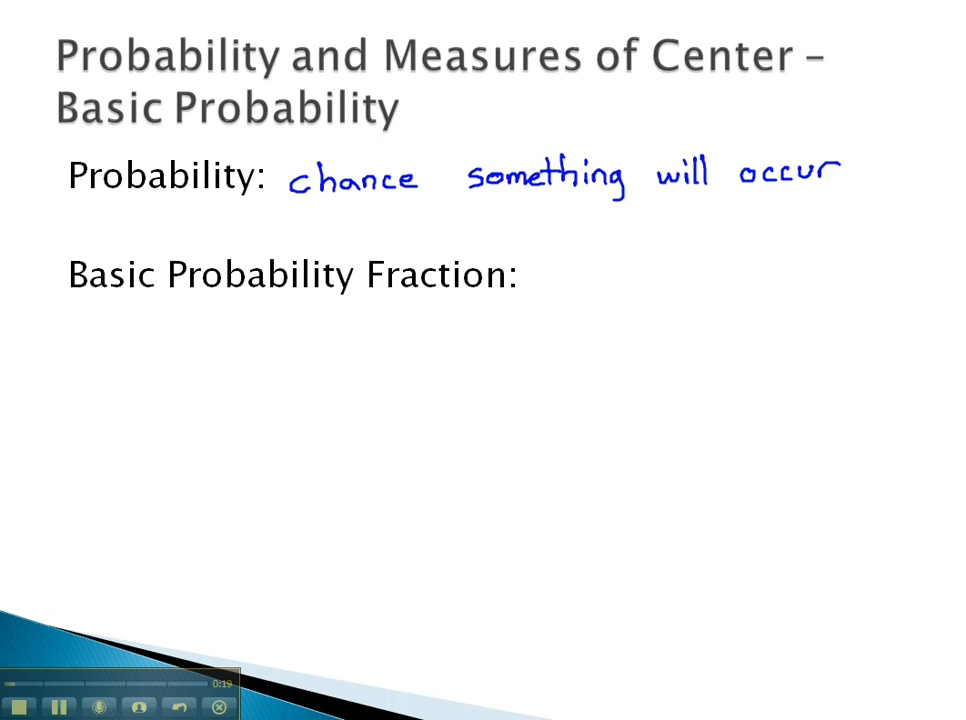 Probability and Measures of Center –
Basic Probability
Probability: chance something will occur
Basic Probability Fraction:
0:19